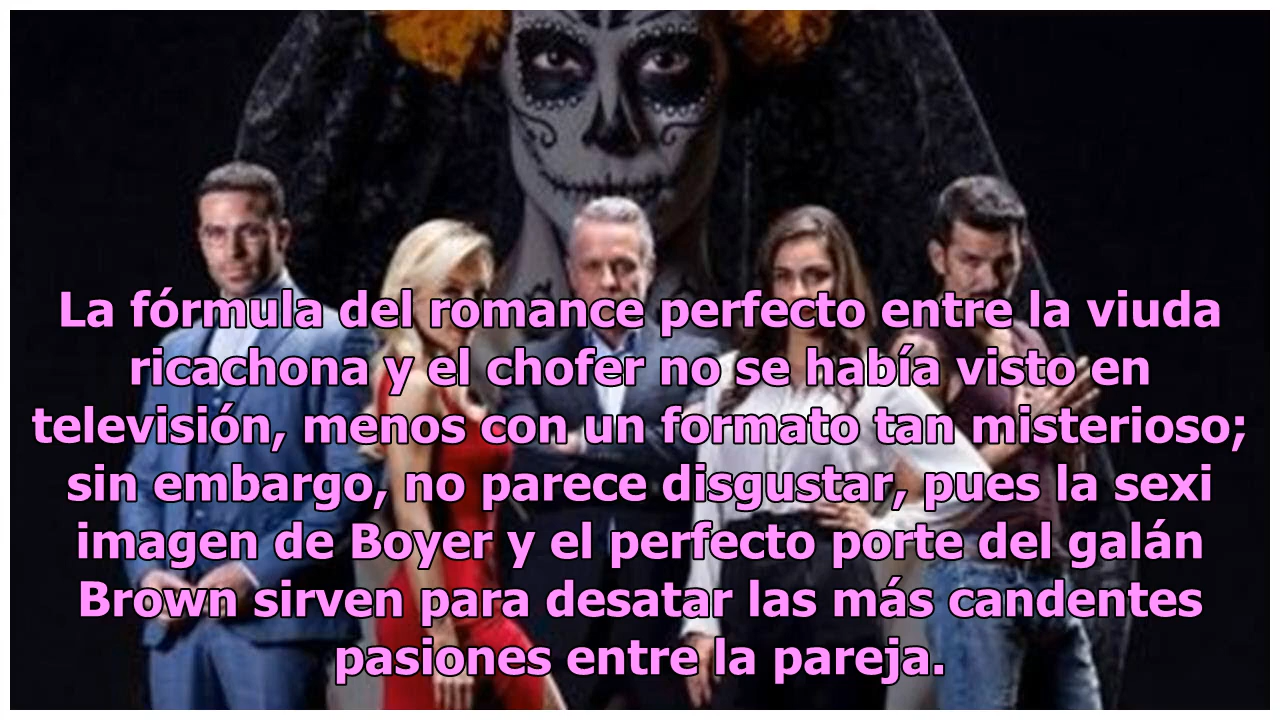 La fórmula del romance perfecto entre la viuda
ricachona y el chofer no se había visto en
televisión, menos con un formato tan misterioso;
sin embargo, no parece disgustar, pues la sexi
imagen de Boyer y el perfecto porte del galán
Brown sirven para desatar las más candentes
pasiones entre la pareja.